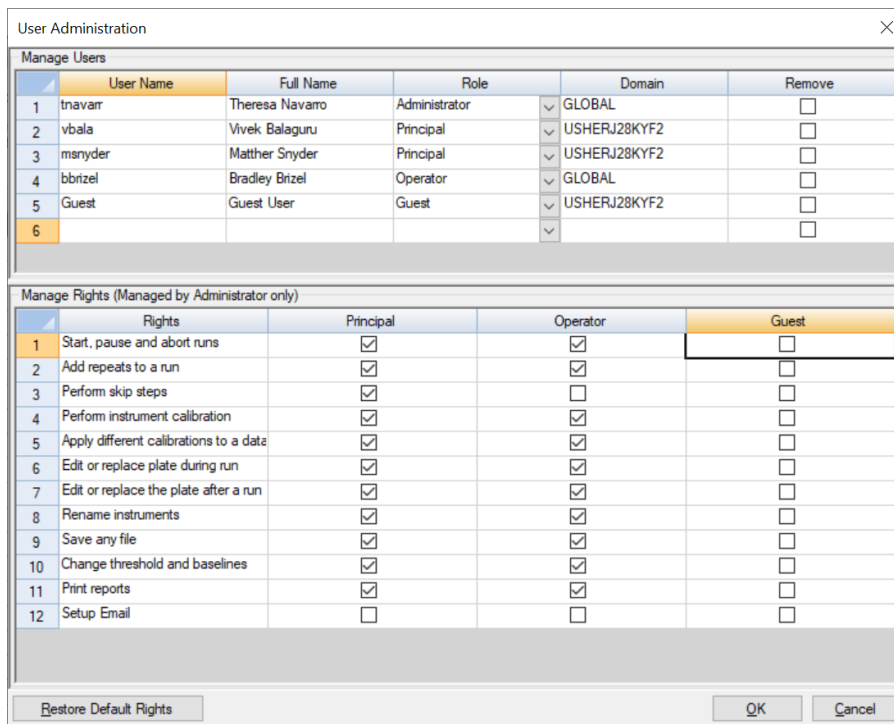 User Administration
Manage Users
User Name Full Name Role Domain Remove
1 tnavarr Theresa Navarro Administrator GLOBAL
2 vbala Vivek Balaguru Principal USHERJ28KYF2
3 msnyder Matther Snyder Principal USHERJ28KYF2
4 bbrizel Bradley Brizel Operator GLOBAL
5 Guest Guest User Guest USHERJ28KYF2
6
Manage Rights (Managed by Administrator only)
Rights Principal Operator Guest
1 Start, pause and abort runs
2 Add repeats to a run
3 Perform skip steps
4 Perform instrument calibration
5 Apply different calibrations to a data
6 Edit or replace plate during run
7 Edit or replace the plate after a run
8 Rename instruments
9 Save any file
10 Change threshold and baselines
11 Print reports
12 Setup Email
Restore Default Rights OK Cancel